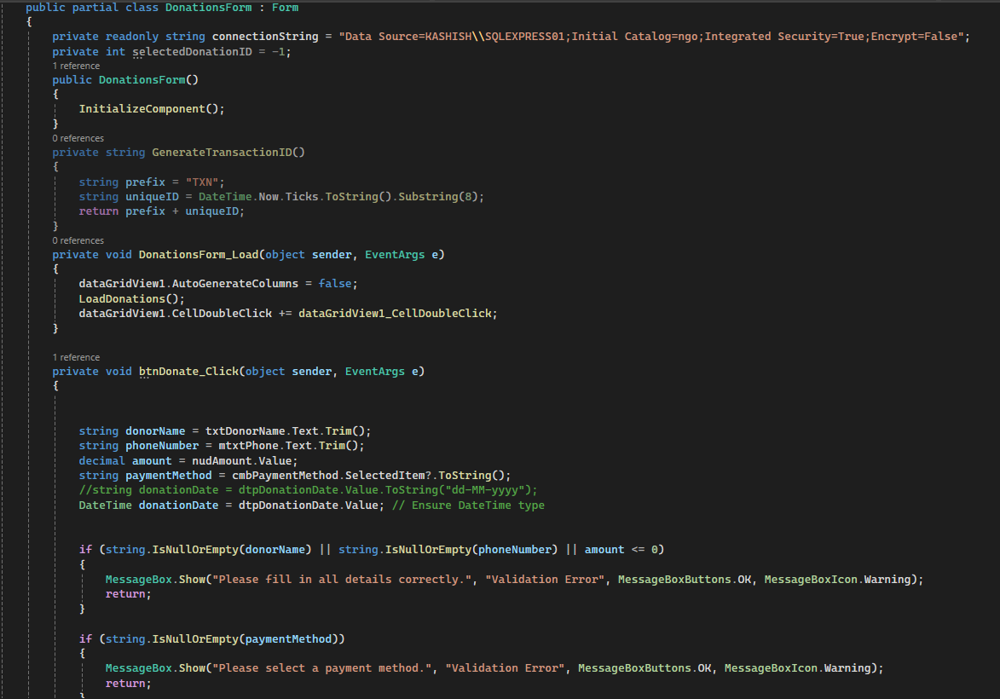 public partial class DonationsForm : Form
{
private readonly string connectionString = "Data Source=KASHISH\\SQLEXPRESS01;Initial Catalog=ngo;Integrated Security=True;Encrypt=False";
private int selectedDonationID = -1;
1 reference
public DonationsForm()
{
InitializeComponent();
}
0 references
private string GenerateTransactionID()
{
string prefix = "TXN";
string uniqueID = DateTime.Now.Ticks.ToString().Substring(8);
return prefix + uniqueID;
}
0 references
private void DonationsForm_Load(object sender, EventArgs e)
{
dataGridView1.AutoGenerateColumns = false;
LoadDonations();
dataGridView1.CellDoubleClick += dataGridView1_CellDoubleClick;
}
1 reference
private void btnDonate_Click(object sender, EventArgs e)
{
string donorName = txtDonorName.Text.Trim();
string phoneNumber = mtxtPhone.Text.Trim();
decimal amount = nudAmount.Value;
string paymentMethod = cmbPaymentMethod.SelectedItem?.ToString();
//string donationDate = dtpDonationDate.Value.ToString("dd-MM-yyyy");
DateTime donationDate = dtpDonationDate.Value; // Ensure DateTime type
if (string.IsNullOrEmpty(donorName) || string.IsNullOrEmpty(phoneNumber) || amount <= 0)
{
MessageBox.Show("Please fill in all details correctly.", "Validation Error", MessageBoxButtons.OK, MessageBoxIcon.Warning);
return;
}
if (string.IsNullOrEmpty(paymentMethod))
{
MessageBox.Show("Please select a payment method.", "Validation Error", MessageBoxButtons.OK, MessageBoxIcon.Warning);
return;
}